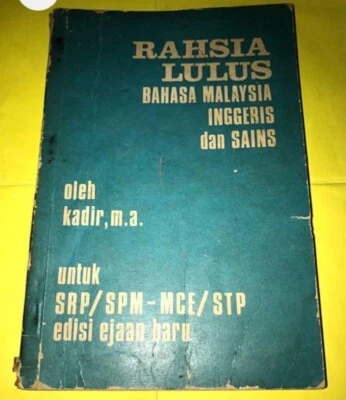 RAHSIA
LULUS
BAHASA MALAYSIA
INGGERIS
dan SAINS
oleh
kadir, m.a.
untuk
SRP/SPM-MCE/STP
edisi ejaan baru